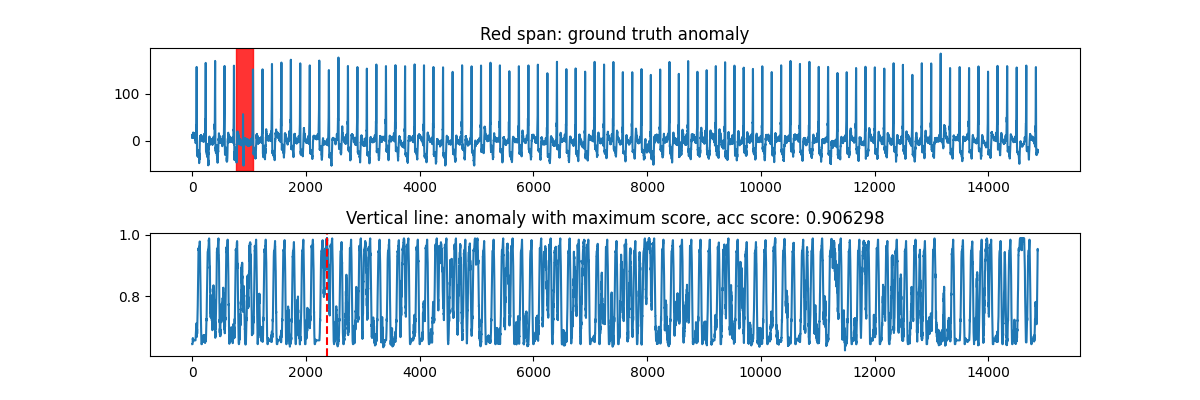 Red span: ground truth anomaly
100
0
0 2000 4000 6000 8000 10000 12000 14000
Vertical line: anomaly with maximum score, acc score: 0.906298
1.0
0.8
0 2000 4000 6000 8000 10000 12000 14000